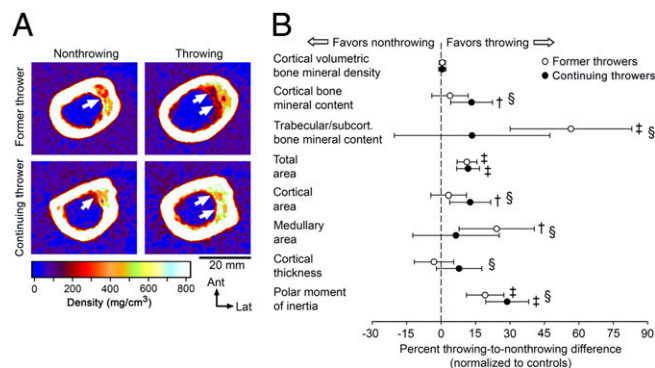 A
Nonthrowing Throwing
Former thrower
Continuing thrower
0 200 400 600 800
Density (mg/cm3)
20 mm
Ant
Lat
B
Favors nonthrowing Favors throwing
Former throwers
Continuing throwers
Cortical volumetric
bone mineral density
Cortical bone
mineral content
† §
Trabecular/subcort.
bone mineral content
‡ §
Total
area
‡
‡
Cortical
area
† §
Medullary
area
† §
Cortical
thickness
§
Polar moment
of inertia
‡
‡ §
-30 -15 0 15 30 45 60 75 90
Percent throwing-to-nonthrowing difference
(normalized to controls)